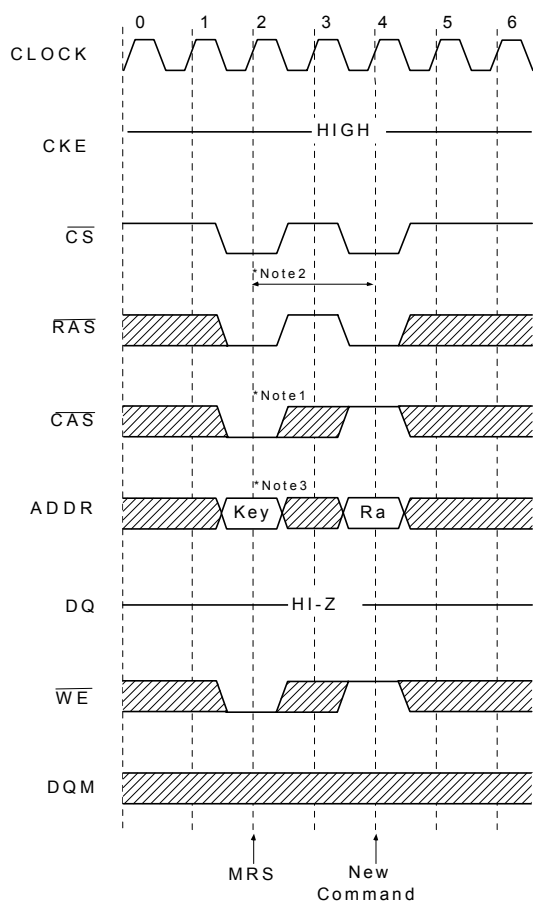 0 1 2 3 4 5 6
CLOCK
HIGH
CKE
CS
*Note2
RAS
*Note1
CAS
*Note3
ADDR Key Ra
DQ HI-Z
WE
DQM
MRS New
Command